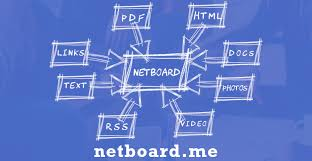 PDF
HTML
LINKS
DOCS
NETBOARD
TEXT
PHOTOS
RSS
VIDEO
netboard.me